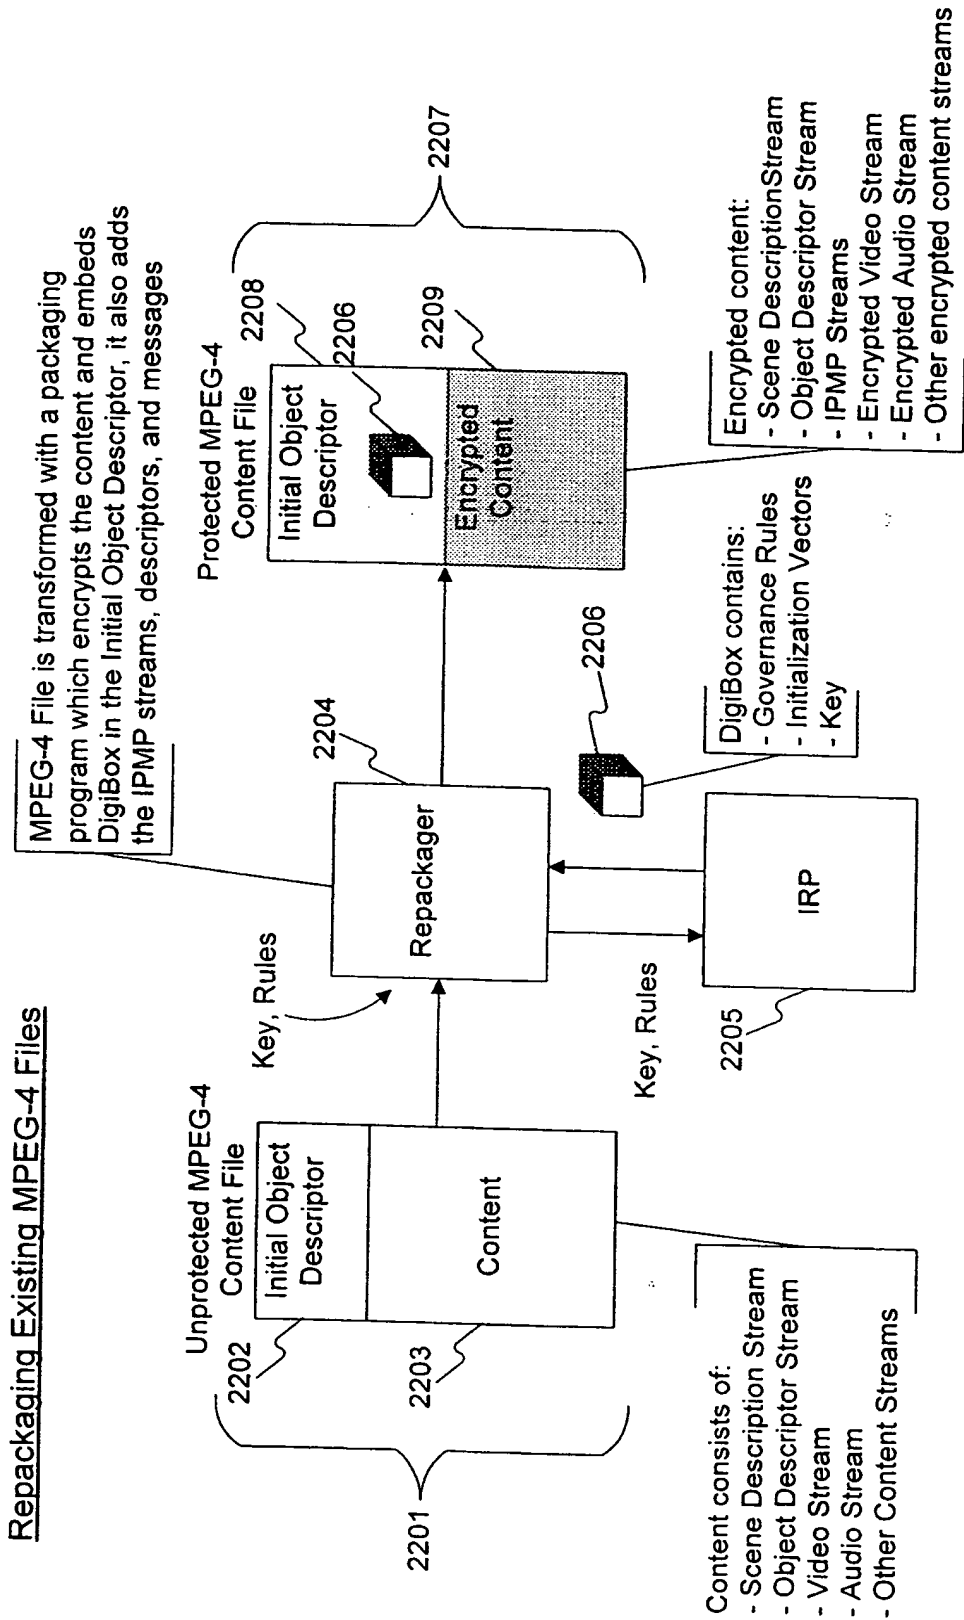 Repackaging Existing MPEG-4 Files
MPEG-4 File is transformed with a packaging
program which encrypts the content and embeds
DigiBox in the Initial Object Descriptor, it also adds
the IPMP streams, descriptors, and messages
Unprotected MPEG-4
Content File
2202
Initial Object
Descriptor
2203
Content
2201
Content consists of:
- Scene Description Stream
- Object Descriptor Stream
- Video Stream
- Audio Stream
- Other Content Streams
Key, Rules
2204
Repackager
Key, Rules
2205
IRP
2206
DigiBox contains:
- Governance Rules
- Initialization Vectors
- Key
Protected MPEG-4
Content File
2208
Initial Object
Descriptor
2206
2209
Encrypted
Content
2207
Encrypted content:
- Scene DescriptionStream
- Object Descriptor Stream
IPMP Streams
- Encrypted Video Stream
- Encrypted Audio Stream
- Other encrypted content streams